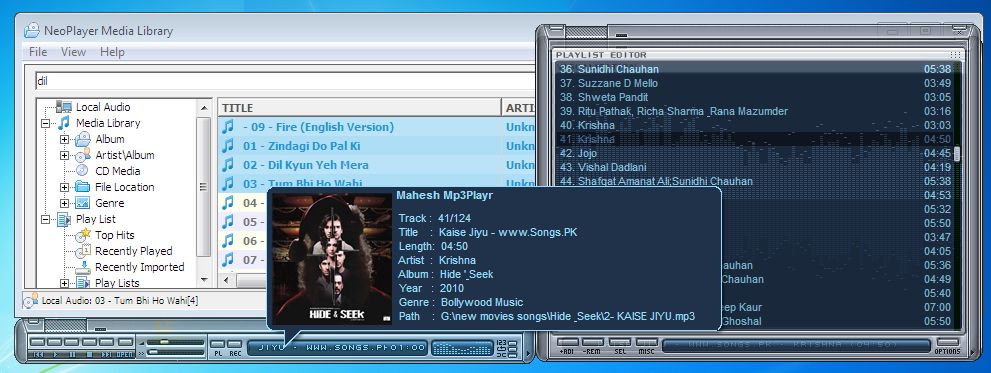 NeoPlayer Media Library
File View Help
dil
Local Audio
Media Library
Album
Artist\Album
CD Media
File Location
Genre
Play List
Top Hits
Recently Played
Recently Imported
Play Lists
TITLE ARTI
- 09 - Fire (English Version) Unkn
01 - Zindagi Do Pal Ki Unkn
02 - Dil Kyun Yeh Mera Unkn
03 - Tum Bhi Ho Wahi
04 -
05 -
06 -
07 -
Local Audio: 03 - Tum Bhi Ho Wahi[4]
Mahesh Mp3Playr
Track : 41/124
Title : Kaise Jiyu - www.Songs.PK
Length: 04:50
Artist : Krishna
Album : Hide '_Seek
Year : 2010
Genre : Bollywood Music
Path : G:\new movies songs\Hide _Seek\2- KAISE JIYU.mp3
HIDE & SEEK
OPEN
PL REC
JIYU - WWW.SONGS.PK 01:00
PLAYLIST EDITOR
36. Sunidhi Chauhan 05:38
37. Suzzane D Mello 03:49
38. Shweta Pandit 03:05
39. Ritu Pathak, Richa Sharma ,Rana Mazumder 03:16
40. Krishna 03:03
41. Krishna 04:50
42. Jojo 04:45
43. Vishal Dadlani 04:19
44. Shafqat Amanat Ali;Sunidhi Chauhan 05:38
04:53
05:32
05:50
03:47
04:05
hauhan 05:38
hauhan 04:50
05:38
eep Kaur 07:00
Ghoshal 05:50
+ADD -REM SEL MISC
- WWW.SONGS.PK - KRISHNA (04:50)
OPTIONS